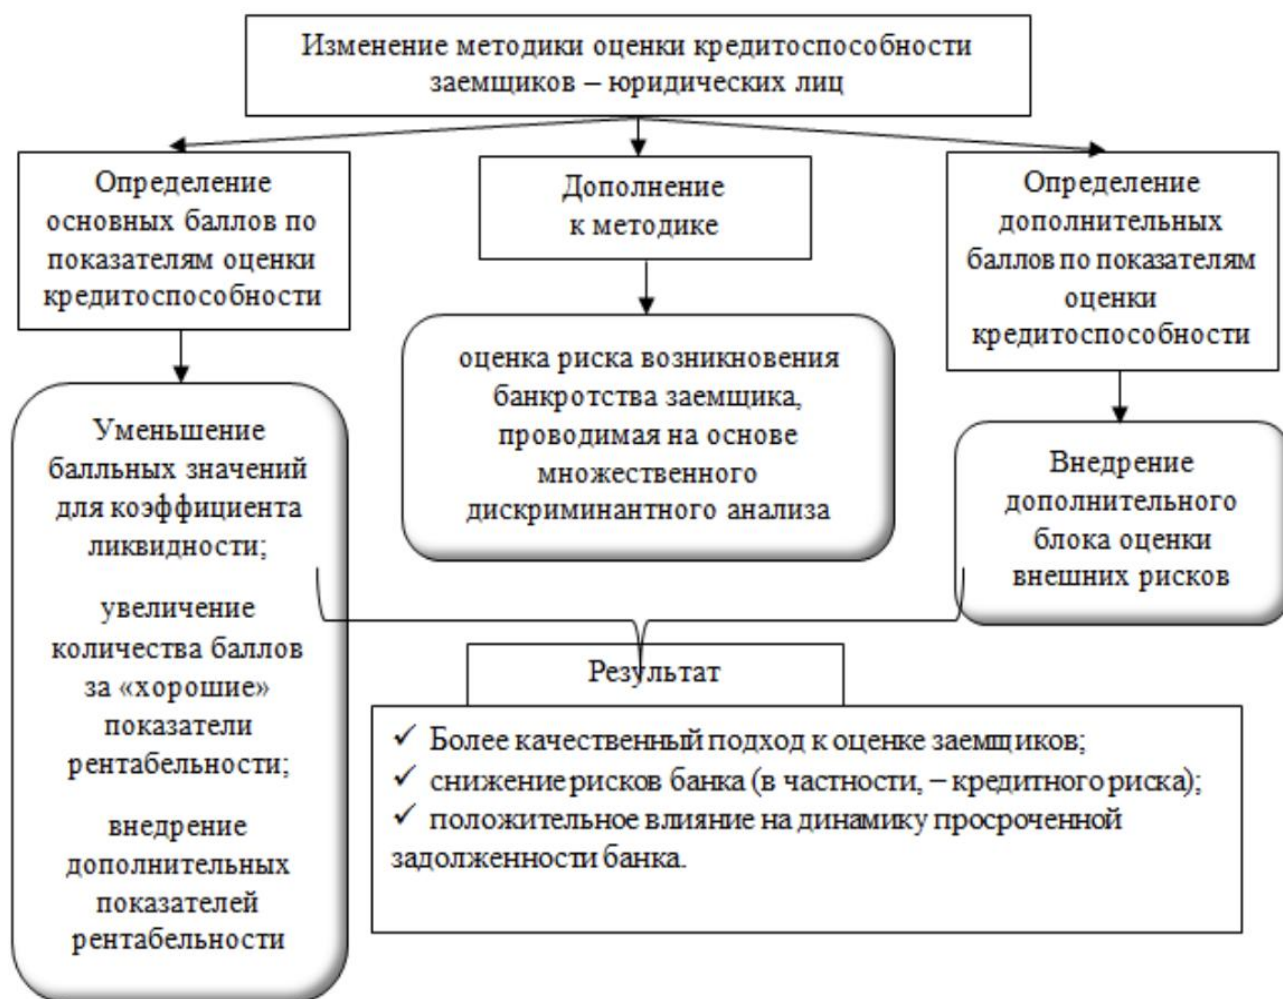 Изменение методики оценки кредитоспособности
заемщиков – юридических лиц
Определение
основных баллов по
показателям оценки
кредитоспособности
Дополнение
к методике
Определение
дополнительных
баллов по показателям
оценки
кредитоспособности
Уменьшение
балльных значений
для коэффициента
ликвидности;
увеличение
количества баллов
за «хорошие»
показатели
рентабельности;
внедрение
дополнительных
показателей
рентабельности
оценка риска возникновения
банкротства заемщика,
проводимая на основе
множественного
дискриминантного анализа
Внедрение
дополнительного
блока оценки
внешних рисков
Результат
✓ Более качественный подход к оценке заемщиков;
✓ снижение рисков банка (в частности, – кредитного риска);
✓ положительное влияние на динамику просроченной
задолженности банка.